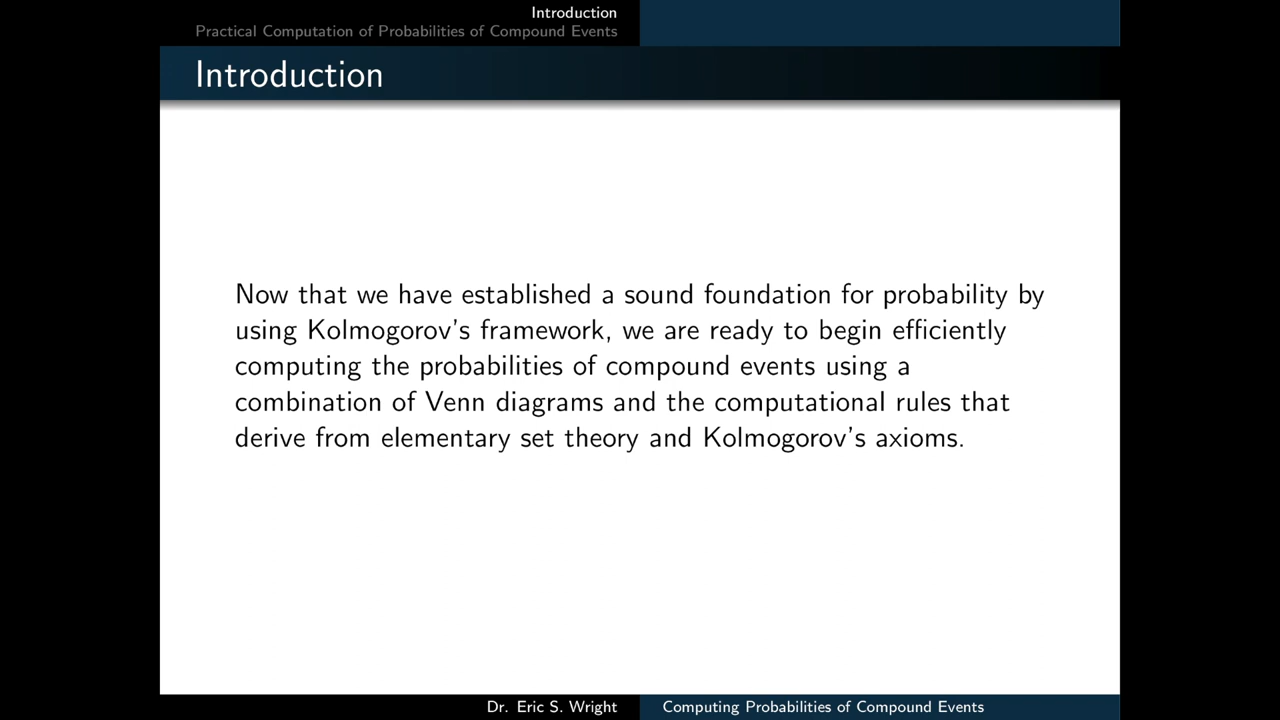 Introduction
Practical Computation of Probabilities of Compound Events
Introduction
Now that we have established a sound foundation for probability by
using Kolmogorov's framework, we are ready to begin efficiently
computing the probabilities of compound events using a
combination of Venn diagrams and the computational rules that
derive from elementary set theory and Kolmogorov's axioms.
Dr. Eric S. Wright
Computing Probabilities of Compound Events